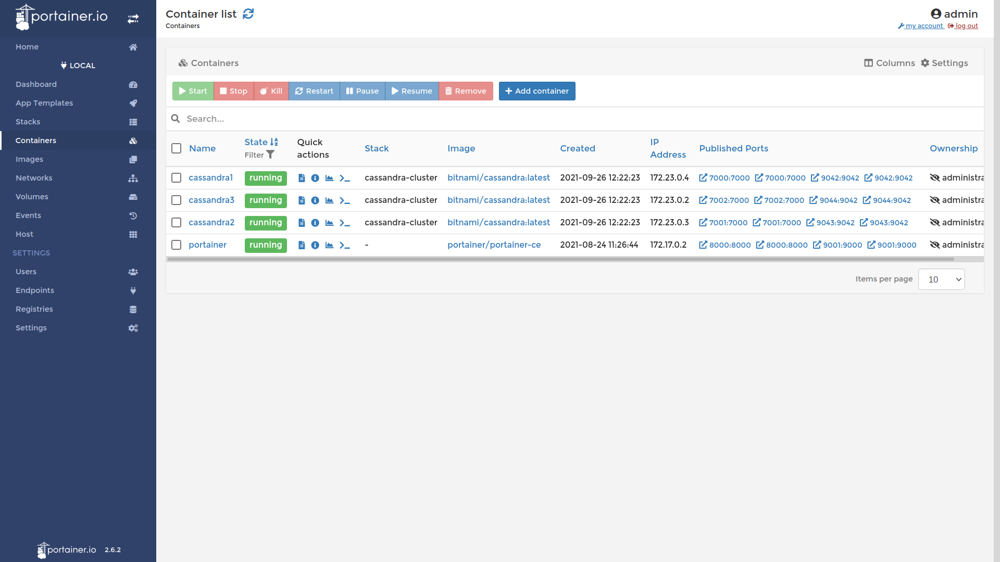 portainer.io
Home
LOCAL
Dashboard
App Templates
Stacks
Containers
Images
Networks
Volumes
Events
Host
SETTINGS
Users
Endpoints
Registries
Settings
portainer.io 2.6.2
Container list
Containers
admin
my account log out
Containers
Columns Settings
Start Stop Kill Restart Pause Resume Remove Add container
Search...
Name State Filter Quick actions Stack Image Created IP Address Published Ports Ownership
cassandra1 running cassandra-cluster bitnami/cassandra:latest 2021-09-26 12:22:23 172.23.0.4 7000:7000 7000:7000 9042:9042 9042:9042 administra
cassandra3 running cassandra-cluster bitnami/cassandra:latest 2021-09-26 12:22:23 172.23.0.2 7002:7000 7002:7000 9044:9042 9044:9042 administra
cassandra2 running cassandra-cluster bitnami/cassandra:latest 2021-09-26 12:22:23 172.23.0.3 7001:7000 7001:7000 9043:9042 9043:9042 administra
portainer running - portainer/portainer-ce 2021-08-24 11:26:44 172.17.0.2 8000:8000 8000:8000 9001:9000 9001:9000 administra
Items per page 10